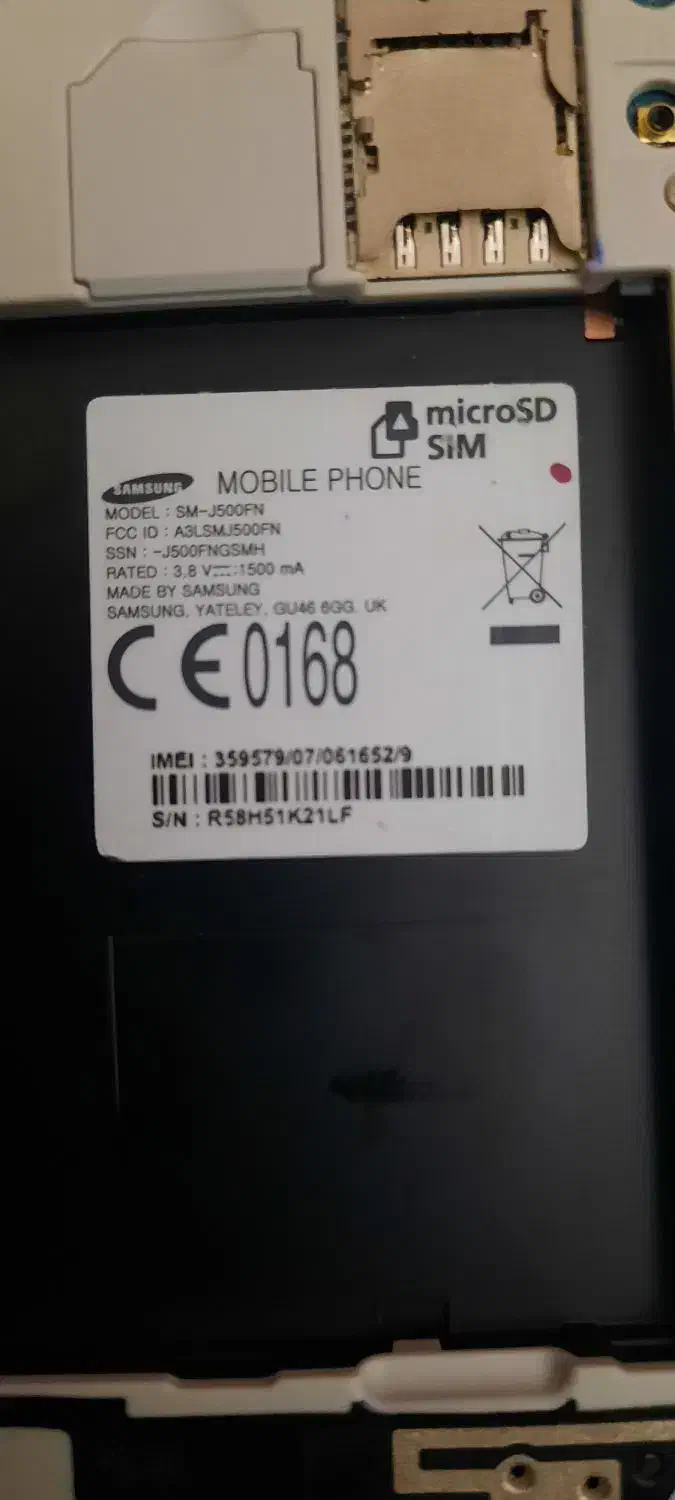 microSD
SIM
SAMSUNG MOBILE PHONE
MODEL : SM-J500FN
FCC ID : A3LSMJ500FN
SSN : -J500FNGSMH
RATED : 3.8 V⎓:1500 mA
MADE BY SAMSUNG
SAMSUNG, YATELEY, GU46 6GG, UK
CE0168
IMEI : 359579/07/061652/9
S/N : R58H51K21LF